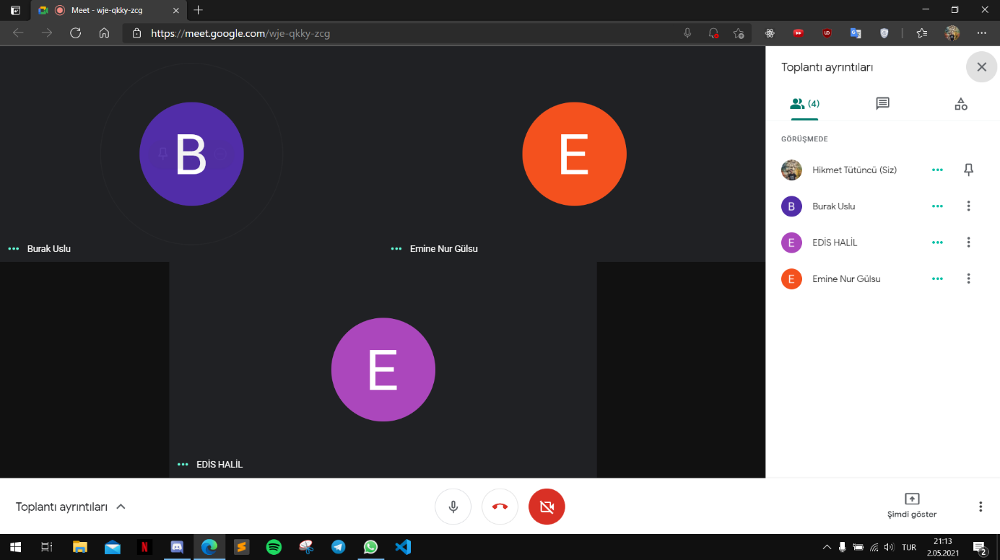 Meet - wje-qkky-zcg
https://meet.google.com/wje-qkky-zcg
B
Burak Uslu
E
Emine Nur Gülsu
E
EDİS HALİL
Toplantı ayrıntıları
(4)
GÖRÜŞMEDE
Hikmet Tütüncü (Siz)
B
Burak Uslu
E
EDİS HALİL
E
Emine Nur Gülsu
Toplantı ayrıntıları
Şimdi göster
N
TUR
21:13
2.05.2021
2